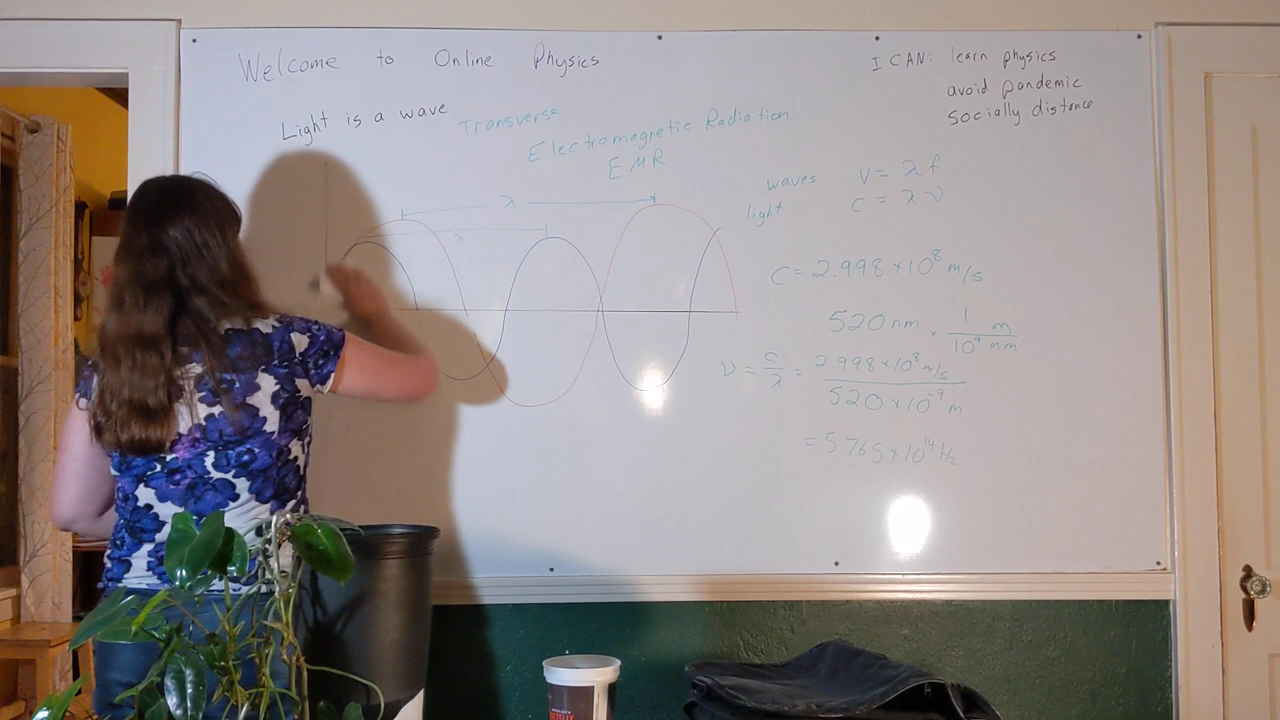 Welcome to Online Physics
I CAN: learn physics
avoid pandemic
socially distance
Light is a wave
Transverse
Electromagnetic Radiation
EMR
waves v = λf
light c = λν
λ
c = 2.998 × 10⁸ m/s
520 nm × 1 m / 10⁹ nm
ν = c/λ = 2.998 × 10⁸ m/s / 520 × 10⁻⁹ m
= 5.765 × 10¹⁴ Hz